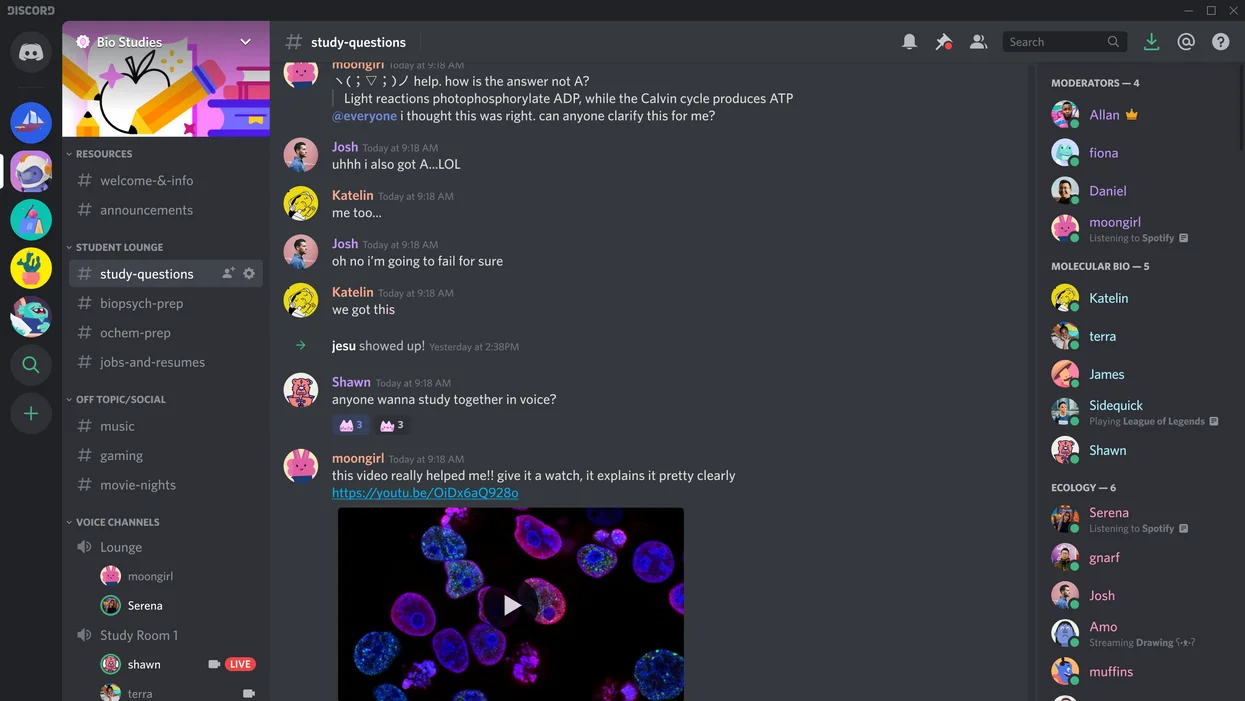 DISCORD
Bio Studies
RESOURCES
# welcome-&-info
# announcements
STUDENT LOUNGE
# study-questions
# biopsych-prep
# ochem-prep
# jobs-and-resumes
OFF TOPIC/SOCIAL
# music
# gaming
# movie-nights
VOICE CHANNELS
Lounge
moongirl
Serena
Study Room 1
shawn LIVE
terra
# study-questions
Search
moongirl Today at 9:18 AM
ヽ(；▽；)ノ help. how is the answer not A?
Light reactions photophosphorylate ADP, while the Calvin cycle produces ATP
@everyone i thought this was right. can anyone clarify this for me?
Josh Today at 9:18 AM
uhhh i also got A...LOL
Katelin Today at 9:18 AM
me too...
Josh Today at 9:18 AM
oh no i'm going to fail for sure
Katelin Today at 9:18 AM
we got this
jesu showed up! Yesterday at 2:38PM
Shawn Today at 9:18 AM
anyone wanna study together in voice?
3 3
moongirl Today at 9:18 AM
this video really helped me!! give it a watch, it explains it pretty clearly
https://youtu.be/OiDx6aQ928o
MODERATORS — 4
Allan
fiona
Daniel
moongirl
Listening to Spotify
MOLECULAR BIO — 5
Katelin
terra
James
Sidequick
Playing League of Legends
Shawn
ECOLOGY — 6
Serena
Listening to Spotify
gnarf
Josh
Amo
Streaming Drawing
muffins